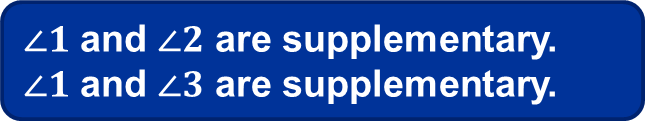 ∠1 and ∠2 are supplementary.
∠1 and ∠3 are supplementary.